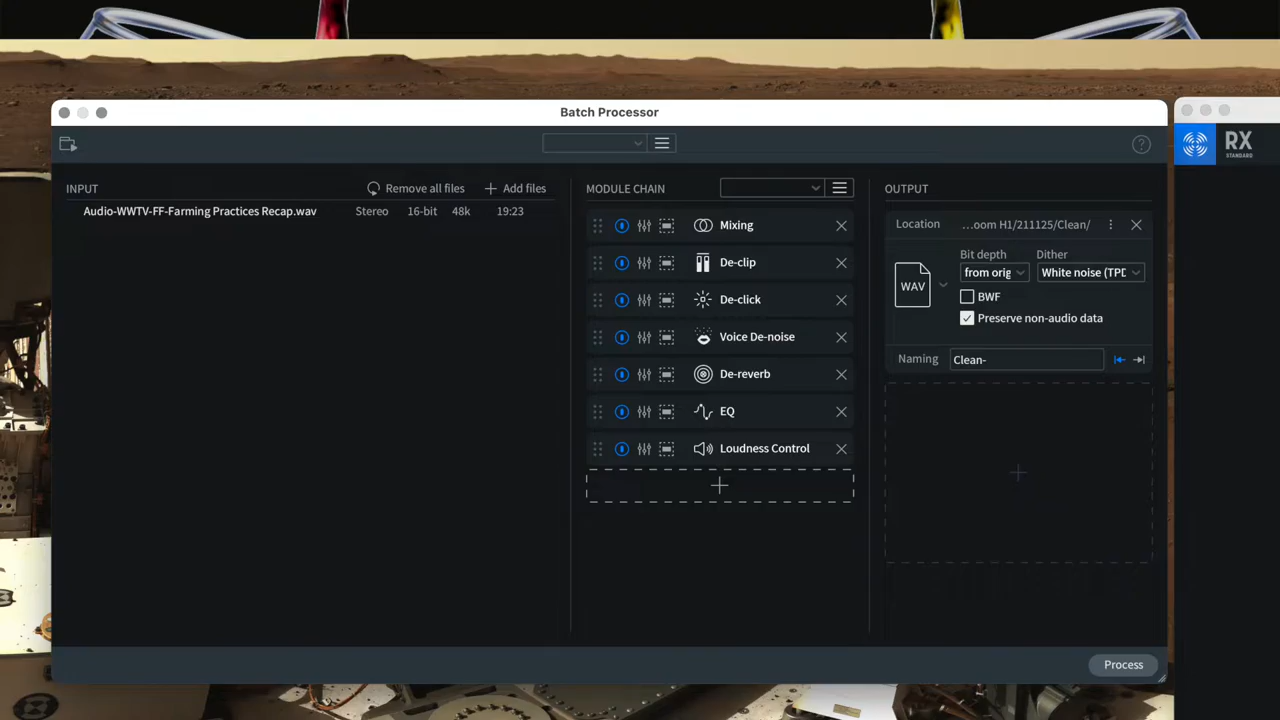 Batch Processor
RX
STANDARD
INPUT
Remove all files
Add files
Audio-WWTV-FF-Farming Practices Recap.wav
Stereo
16-bit
48k
19:23
MODULE CHAIN
Mixing
De-clip
De-click
Voice De-noise
De-reverb
EQ
Loudness Control
OUTPUT
Location
...oom H1/211125/Clean/
WAV
Bit depth
Dither
from orig
White noise (TPD
BWF
Preserve non-audio data
Naming
Clean-
Process